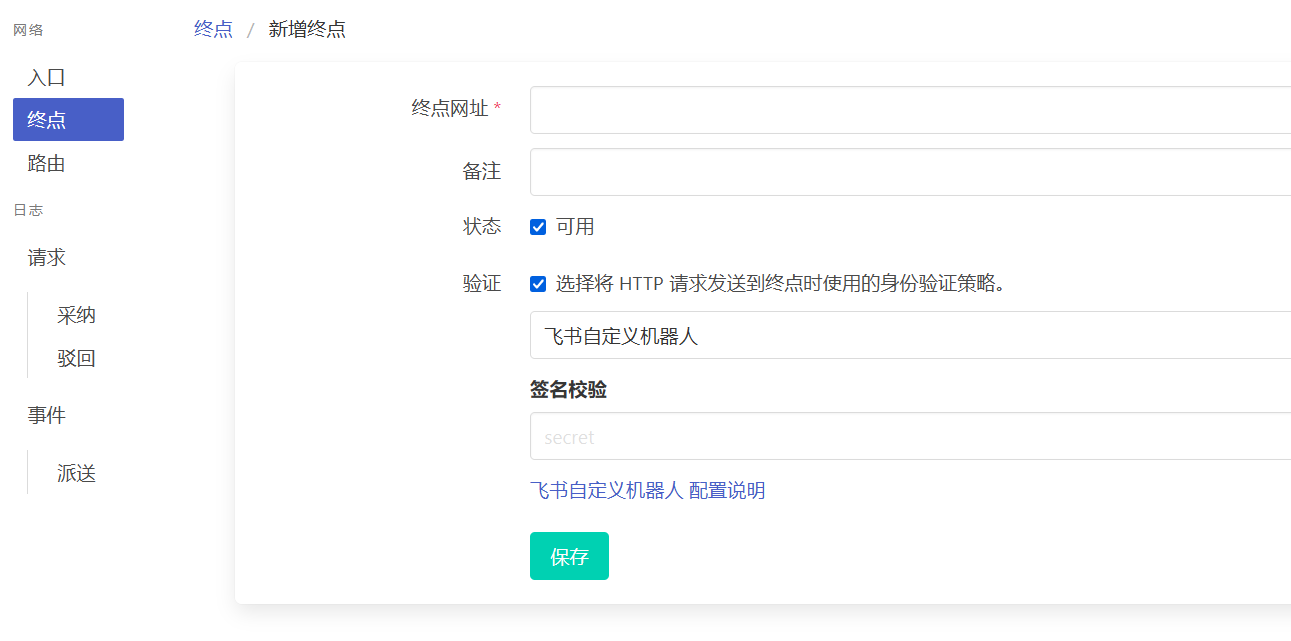 网络
入口
终点
路由
日志
请求
采纳
驳回
事件
派送
终点 / 新增终点
终点网址 *
备注
状态 可用
验证 选择将 HTTP 请求发送到终点时使用的身份验证策略。
飞书自定义机器人
签名校验
secret
飞书自定义机器人 配置说明
保存